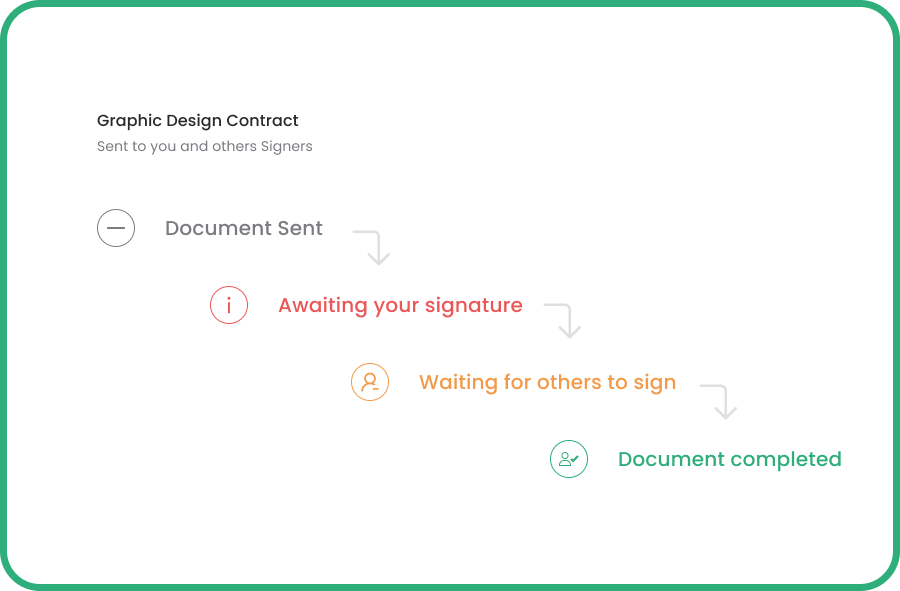 Graphic Design Contract
Sent to you and others Signers
Document Sent
Awaiting your signature
Waiting for others to sign
Document completed